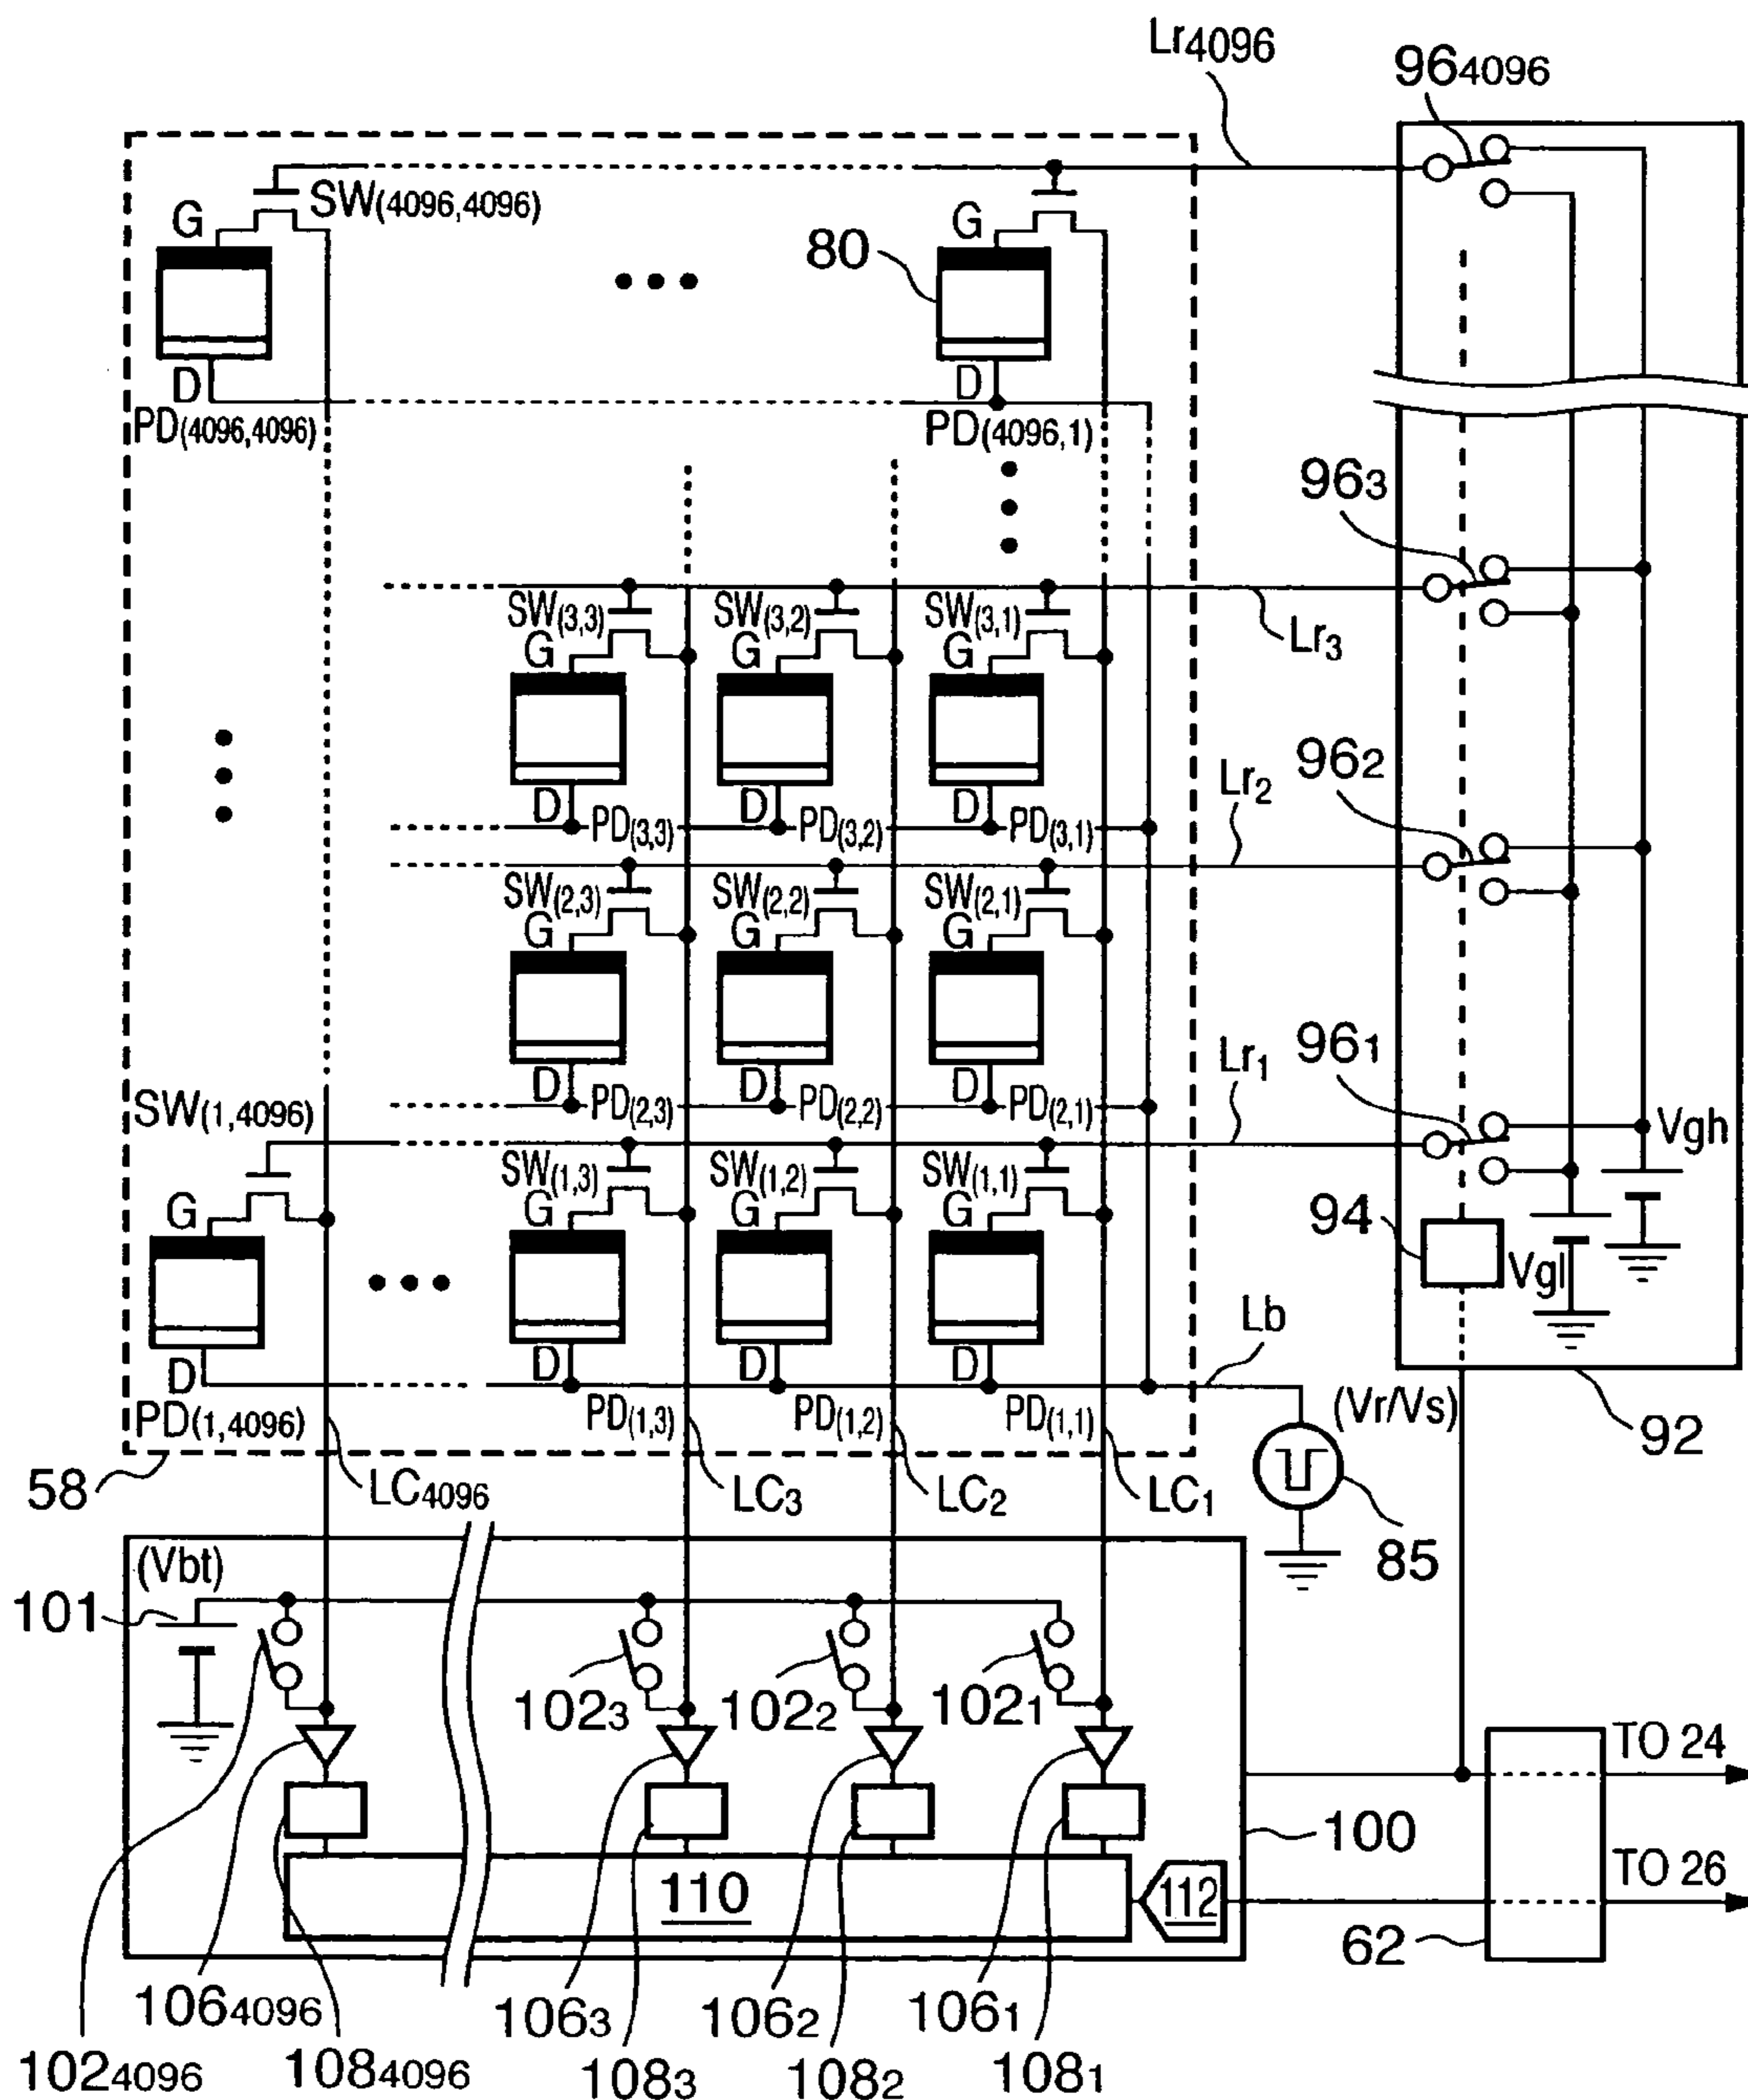 Lr4096
964096
SW(4096,4096)
G
G
80
D
D
PD(4096,4096)
PD(4096,1)
963
SW(3,3)
SW(3,2)
SW(3,1)
G
G
G
Lr3
D
D
D
PD(3,3)
PD(3,2)
PD(3,1)
Lr2
962
SW(2,3)
SW(2,2)
SW(2,1)
G
G
G
D
D
D
PD(2,3)
PD(2,2)
PD(2,1)
Lr1
961
SW(1,4096)
Vgh
SW(1,3)
SW(1,2)
SW(1,1)
G
G
G
G
94
Vgl
D
D
D
D
Lb
PD(1,4096)
PD(1,3)
PD(1,2)
PD(1,1)
(Vr/Vs)
92
58
LC4096
LC3
LC2
LC1
85
(Vbt)
101
1023
1022
1021
TO 24
100
110
112
TO 26
62
1064096
1063
1062
1061
1024096
1084096
1083
1082
1081